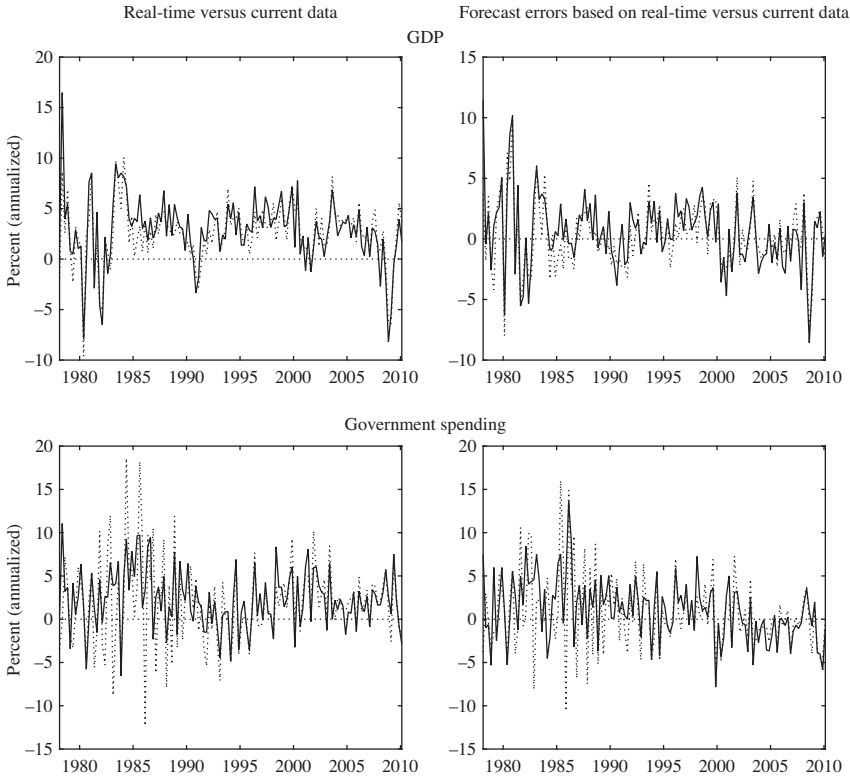 Real-time versus current data
Forecast errors based on real-time versus current data
GDP
Percent (annualized)
20
15
10
5
0
–5
–10
1980 1985 1990 1995 2000 2005 2010
15
10
5
0
–5
–10
1980 1985 1990 1995 2000 2005 2010
Government spending
Percent (annualized)
20
15
10
5
0
–5
–10
–15
1980 1985 1990 1995 2000 2005 2010
20
15
10
5
0
–5
–10
–15
1980 1985 1990 1995 2000 2005 2010